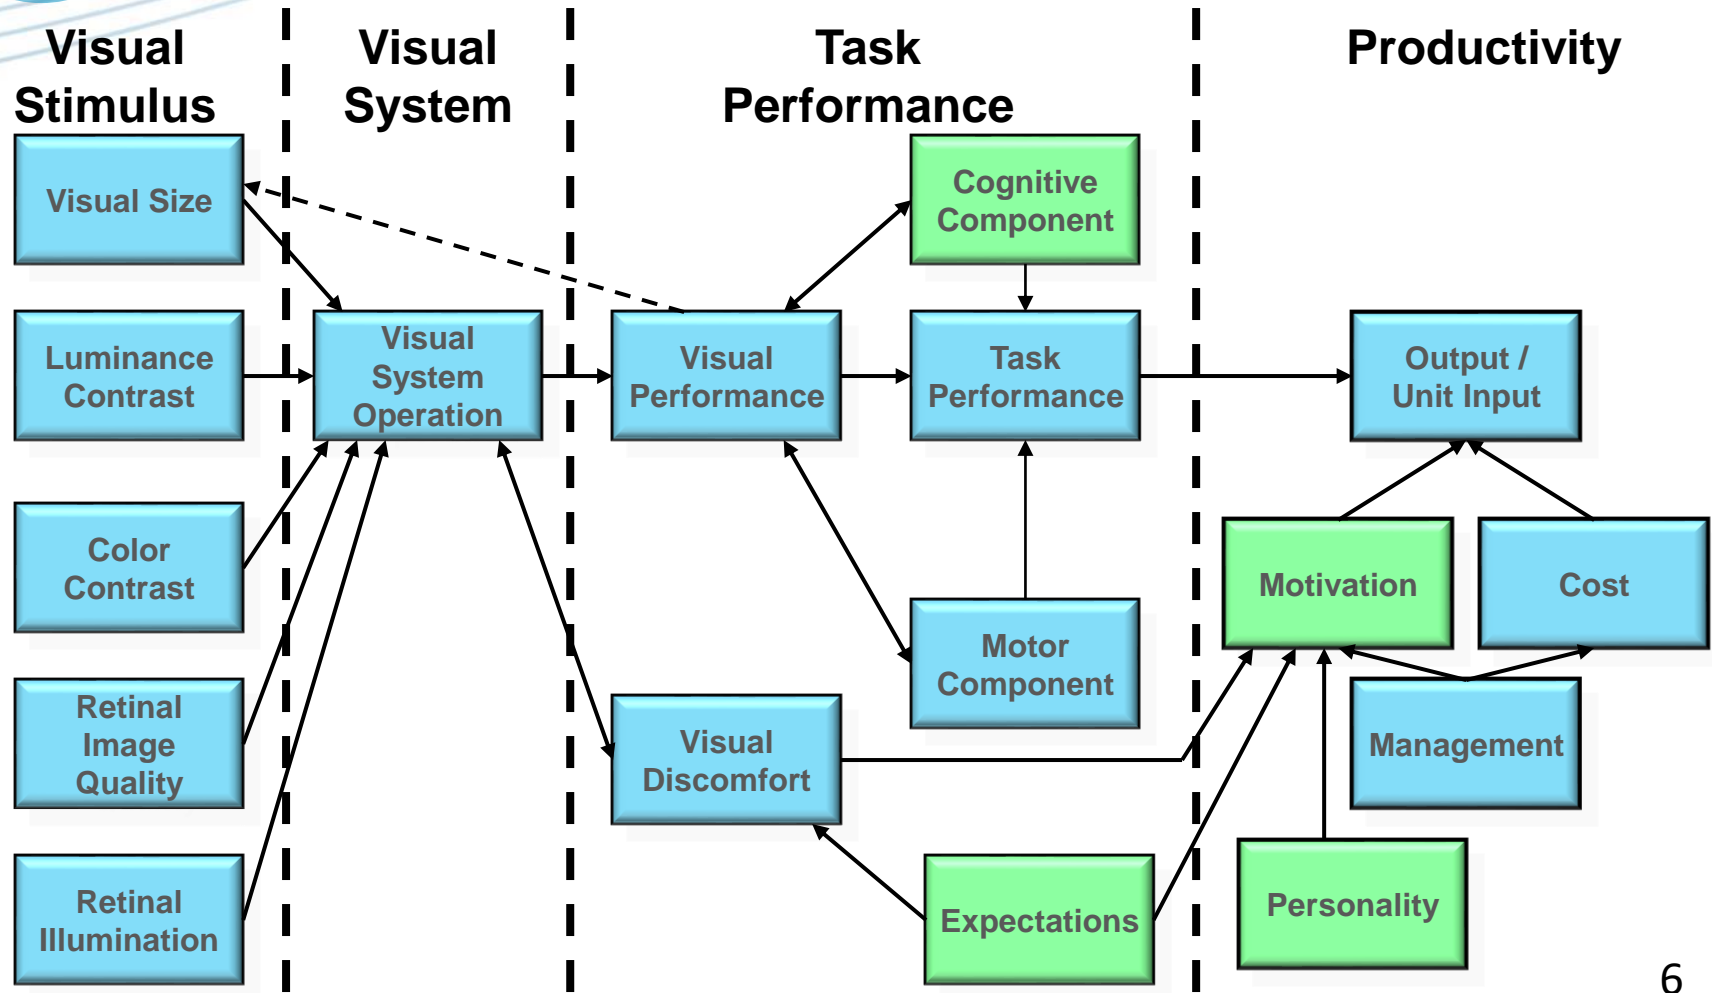 Visual
Stimulus
Visual
System
Task
Performance
Productivity
Visual Size
Luminance
Contrast
Color
Contrast
Retinal
Image
Quality
Retinal
Illumination
Visual
System
Operation
Cognitive
Component
Visual
Performance
Task
Performance
Motor
Component
Visual
Discomfort
Expectations
Output /
Unit Input
Motivation
Cost
Management
Personality
6